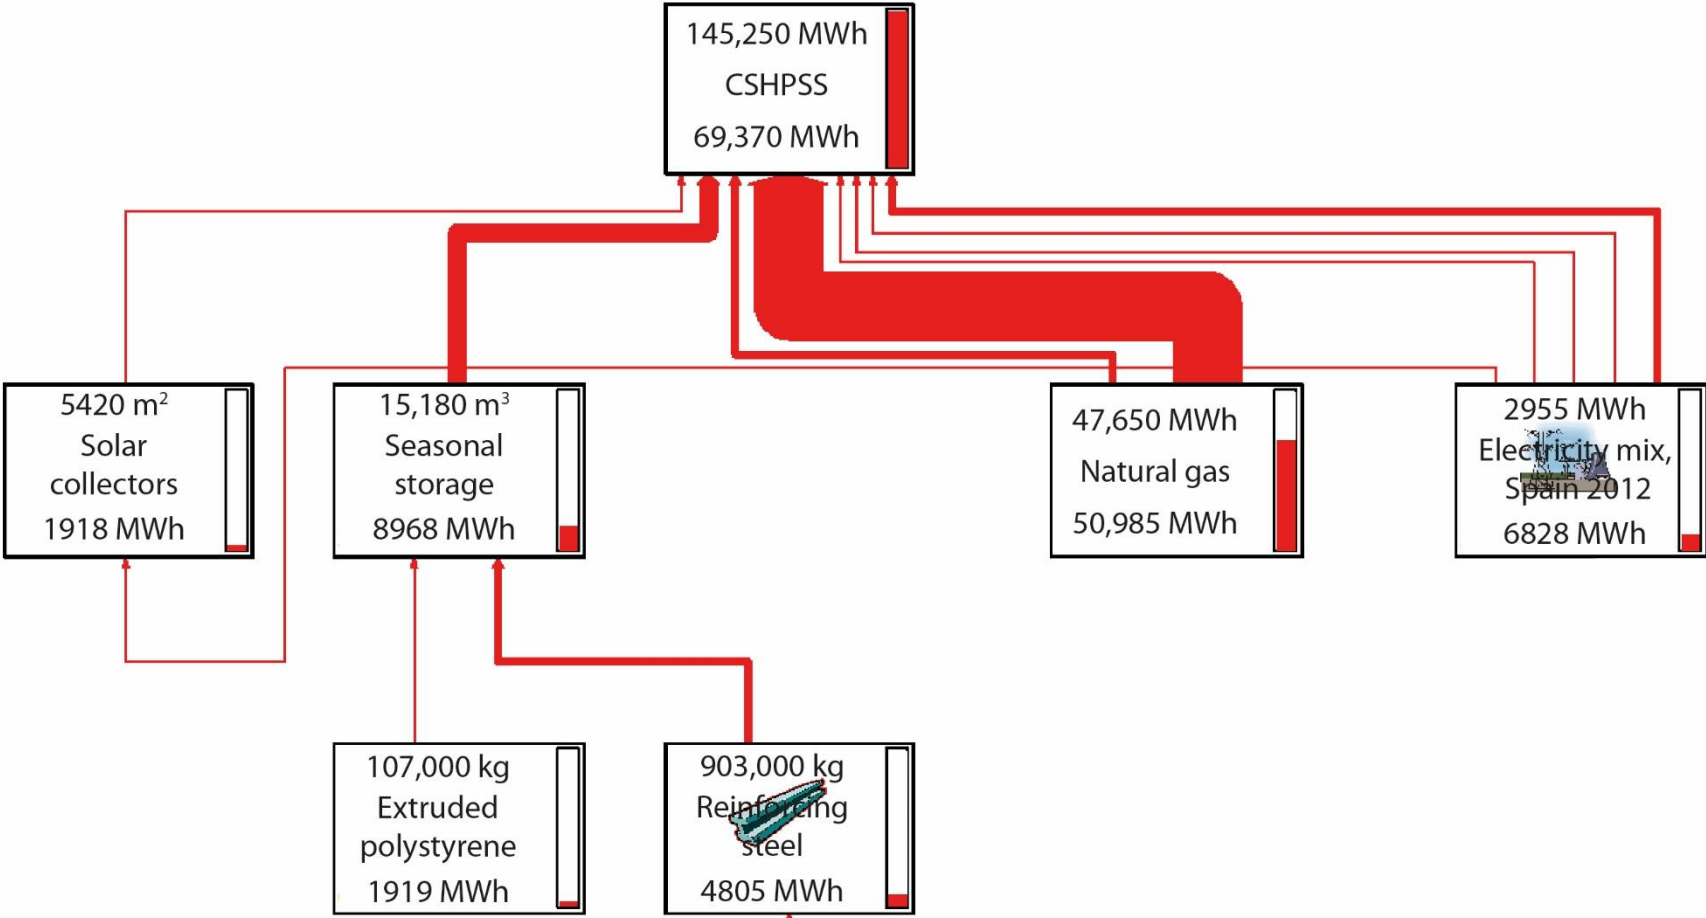 145,250 MWh
CSHPSS
69,370 MWh
5420 m²
Solar
collectors
1918 MWh
15,180 m³
Seasonal
storage
8968 MWh
47,650 MWh
Natural gas
50,985 MWh
2955 MWh
Electricity mix,
Spain 2012
6828 MWh
107,000 kg
Extruded
polystyrene
1919 MWh
903,000 kg
Reinforcing
steel
4805 MWh